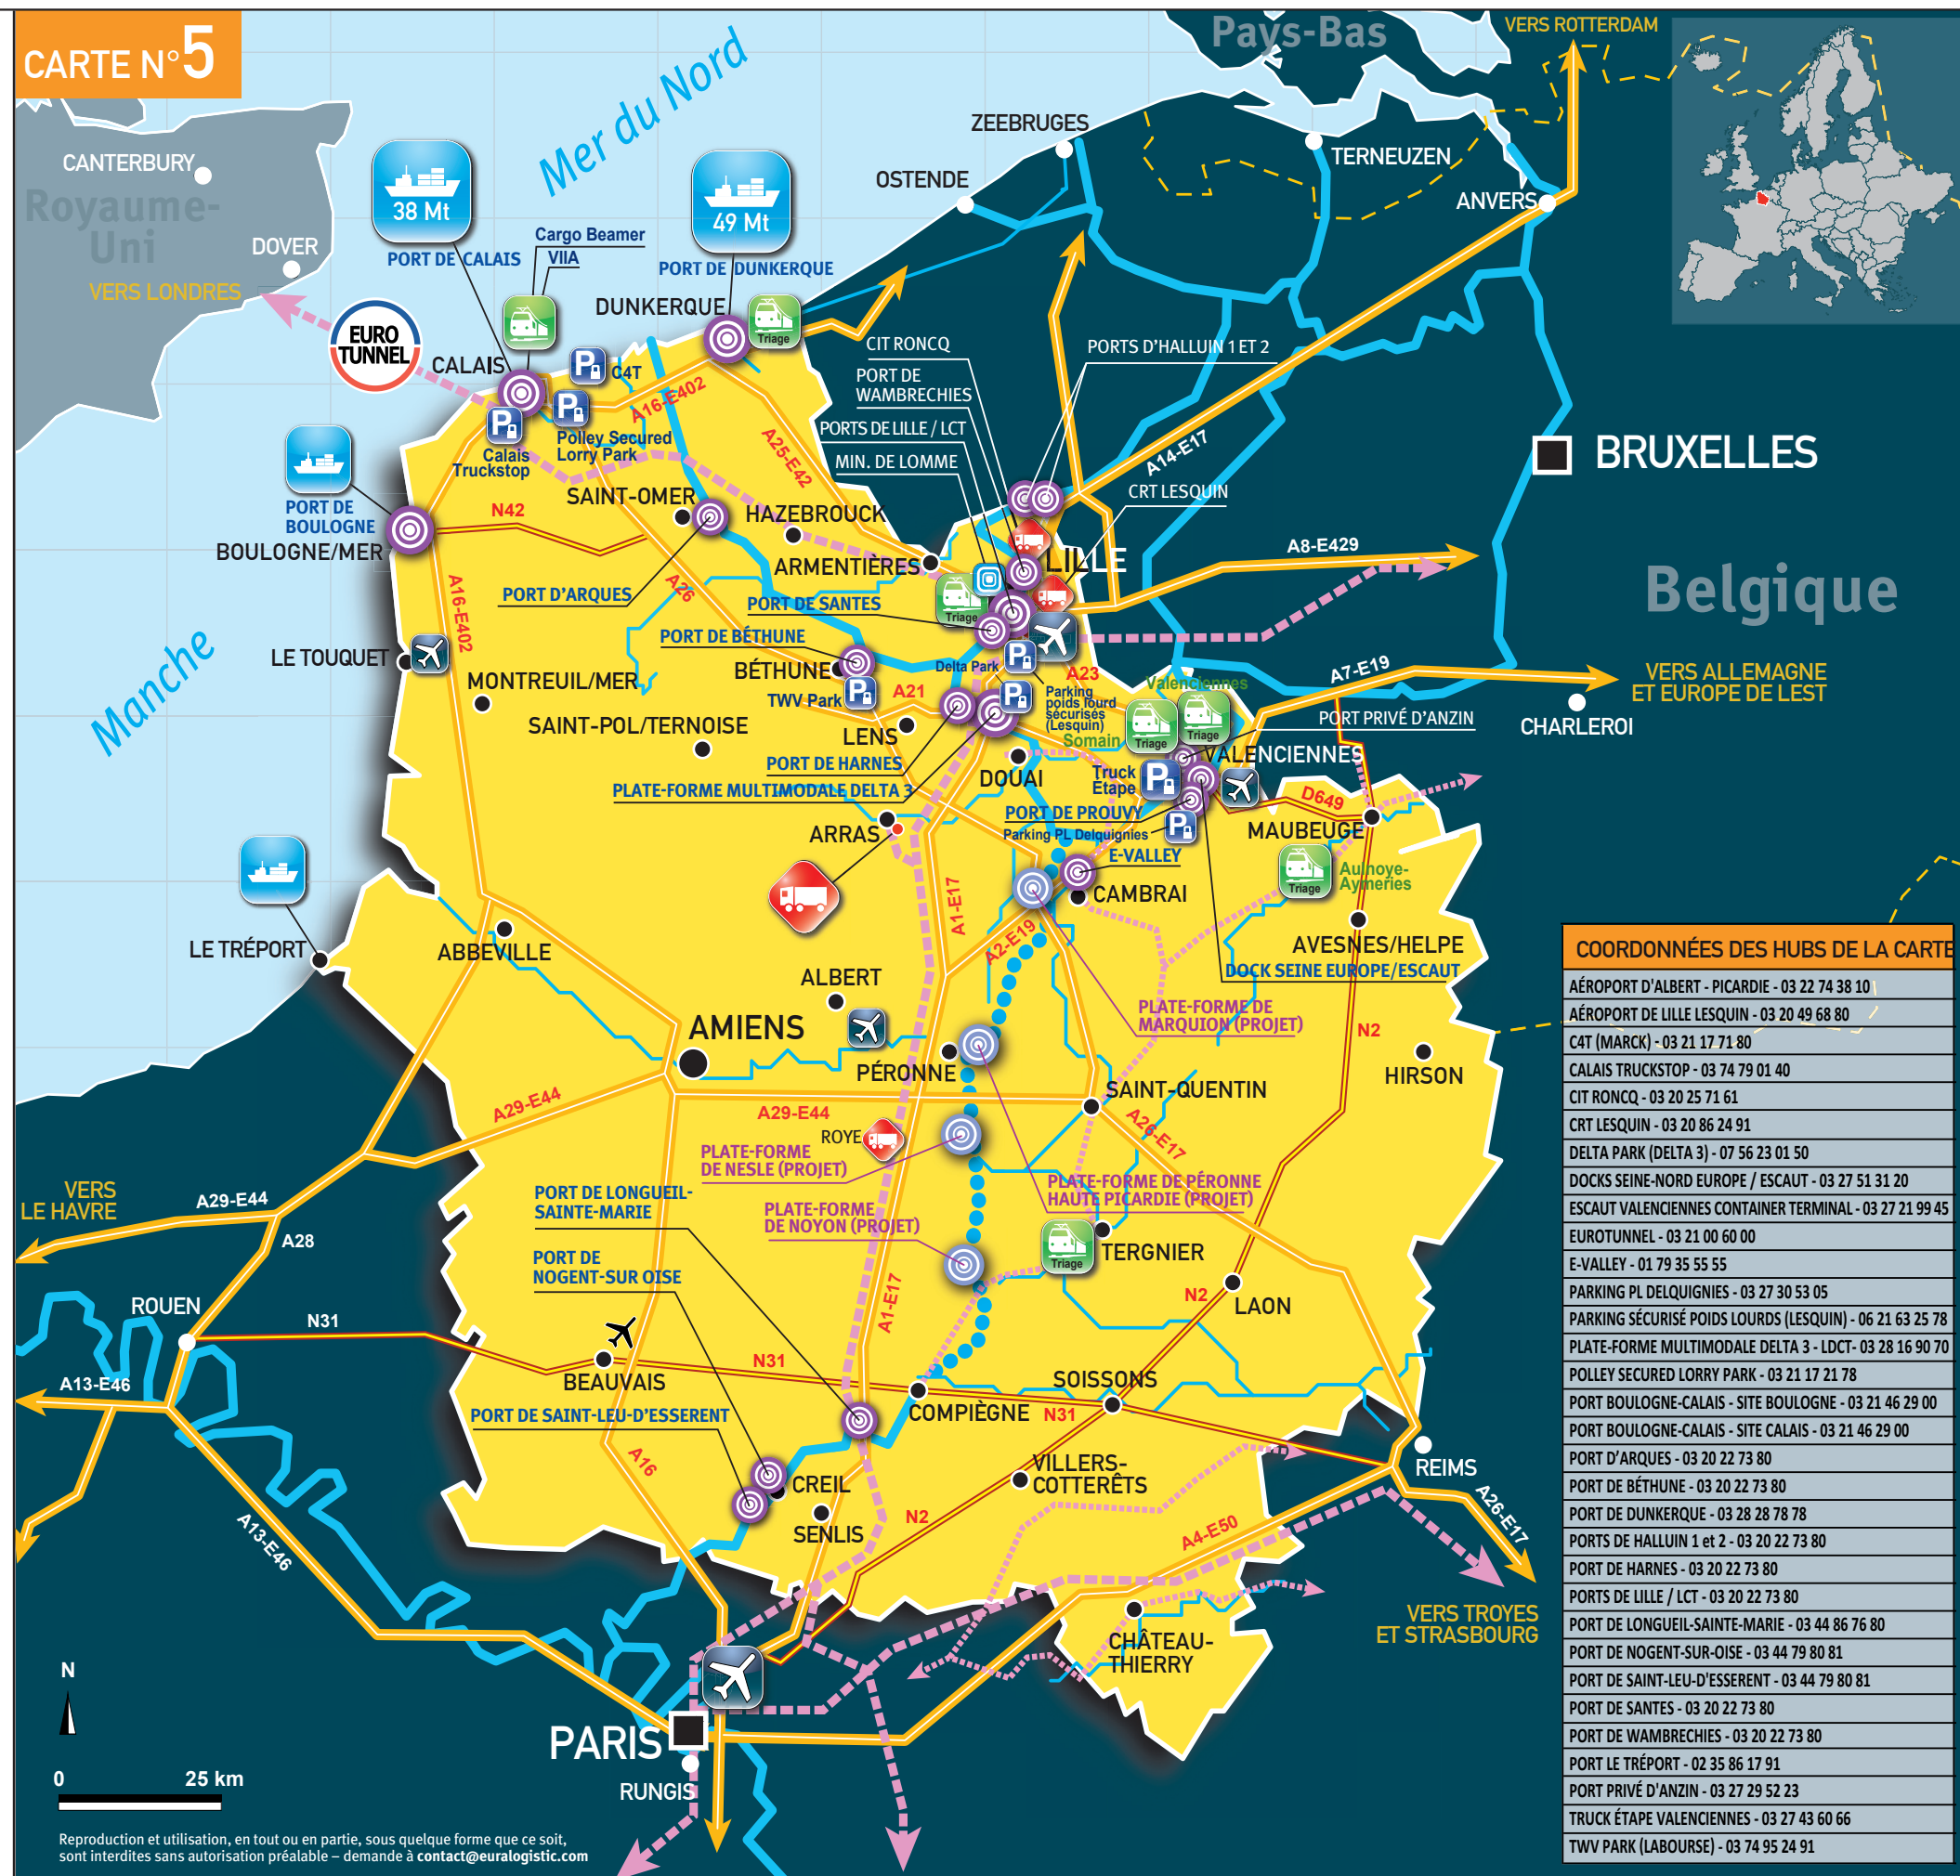 CARTE N°5
Pays-Bas
VERS ROTTERDAM
Mer du Nord
ZEEBRUGES
CANTERBURY
TERNEUZEN
OSTENDE
Royaume-
Uni
38 Mt
49 Mt
ANVERS
DOVER
Cargo Beamer
VIIA
PORT DE CALAIS
PORT DE DUNKERQUE
VERS LONDRES
DUNKERQUE
Triage
EURO
TUNNEL
CIT RONCQ
PORTS D'HALLUIN 1 ET 2
CALAIS
C4T
PORT DE
WAMBRECHIES
A16-E402
P
P
P
PORTS DE LILLE / LCT
Polley Secured
Lorry Park
Calais
Truckstop
A25-E42
A14-E17
BRUXELLES
MIN. DE LOMME
CRT LESQUIN
SAINT-OMER
PORT DE
BOULOGNE
N42
HAZEBROUCK
BOULOGNE/MER
A8-E429
ARMENTIÈRES
LILLE
A16-E402
A26
PORT D'ARQUES
PORT DE SANTES
Triage
Belgique
Manche
LE TOUQUET
PORT DE BÉTHUNE
BÉTHUNE
Delta Park
P
A23
A7-E19
VERS ALLEMAGNE
ET EUROPE DE LEST
MONTREUIL/MER
TWV Park
P
A21
P
Parking
poids lourd
sécurisés
(Lesquin)
Valenciennes
CHARLEROI
SAINT-POL/TERNOISE
LENS
Somain
Triage
Triage
PORT PRIVÉ D'ANZIN
PORT DE HARNES
DOUAI
VALENCIENNES
PLATE-FORME MULTIMODALE DELTA 3
Truck
Etape
P
D649
PORT DE PROUVY
ARRAS
Parking PL Delquignies
P
MAUBEUGE
E-VALLEY
Triage
Aulnoye-
Aymeries
CAMBRAI
A1-E17
A2-E19
LE TRÉPORT
ABBEVILLE
AVESNES/HELPE
DOCK SEINE EUROPE/ESCAUT
ALBERT
PLATE-FORME DE
MARQUION (PROJET)
AMIENS
N2
PÉRONNE
HIRSON
SAINT-QUENTIN
A29-E44
A29-E44
A26-E17
ROYE
PLATE-FORME
DE NESLE (PROJET)
PLATE-FORME DE PÉRONNE
HAUTE PICARDIE (PROJET)
VERS
LE HAVRE
A29-E44
PORT DE LONGUEIL-
SAINTE-MARIE
PLATE-FORME
DE NOYON (PROJET)
A28
TERGNIER
Triage
PORT DE
NOGENT-SUR OISE
A1-E17
ROUEN
N31
N2
LAON
N31
BEAUVAIS
A13-E46
COMPIÈGNE
N31
SOISSONS
PORT DE SAINT-LEU-D'ESSERENT
A16
REIMS
VILLERS-
COTTERÊTS
CREIL
N2
SENLIS
A13-E46
A4-E50
A26-E17
VERS TROYES
ET STRASBOURG
CHÂTEAU-
THIERRY
PARIS
RUNGIS
N
0 25 km
Reproduction et utilisation, en tout ou en partie, sous quelque forme que ce soit,
sont interdites sans autorisation préalable – demande à contact@euralogistic.com
COORDONNÉES DES HUBS DE LA CARTE
AÉROPORT D'ALBERT - PICARDIE - 03 22 74 38 10
AÉROPORT DE LILLE LESQUIN - 03 20 49 68 80
C4T (MARCK) - 03 21 17 71 80
CALAIS TRUCKSTOP - 03 74 79 01 40
CIT RONCQ - 03 20 25 71 61
CRT LESQUIN - 03 20 86 24 91
DELTA PARK (DELTA 3) - 07 56 23 01 50
DOCKS SEINE-NORD EUROPE / ESCAUT - 03 27 51 31 20
ESCAUT VALENCIENNES CONTAINER TERMINAL - 03 27 21 99 45
EUROTUNNEL - 03 21 00 60 00
E-VALLEY - 01 79 35 55 55
PARKING PL DELQUIGNIES - 03 27 30 53 05
PARKING SÉCURISÉ POIDS LOURDS (LESQUIN) - 06 21 63 25 78
PLATE-FORME MULTIMODALE DELTA 3 - LDCT- 03 28 16 90 70
POLLEY SECURED LORRY PARK - 03 21 17 21 78
PORT BOULOGNE-CALAIS - SITE BOULOGNE - 03 21 46 29 00
PORT BOULOGNE-CALAIS - SITE CALAIS - 03 21 46 29 00
PORT D'ARQUES - 03 20 22 73 80
PORT DE BÉTHUNE - 03 20 22 73 80
PORT DE DUNKERQUE - 03 28 28 78 78
PORTS DE HALLUIN 1 et 2 - 03 20 22 73 80
PORT DE HARNES - 03 20 22 73 80
PORTS DE LILLE / LCT - 03 20 22 73 80
PORT DE LONGUEIL-SAINTE-MARIE - 03 44 86 76 80
PORT DE NOGENT-SUR-OISE - 03 44 79 80 81
PORT DE SAINT-LEU-D'ESSERENT - 03 44 79 80 81
PORT DE SANTES - 03 20 22 73 80
PORT DE WAMBRECHIES - 03 20 22 73 80
PORT LE TRÉPORT - 02 35 86 17 91
PORT PRIVÉ D'ANZIN - 03 27 29 52 23
TRUCK ÉTAPE VALENCIENNES - 03 27 43 60 66
TWV PARK (LABOURSE) - 03 74 95 24 91